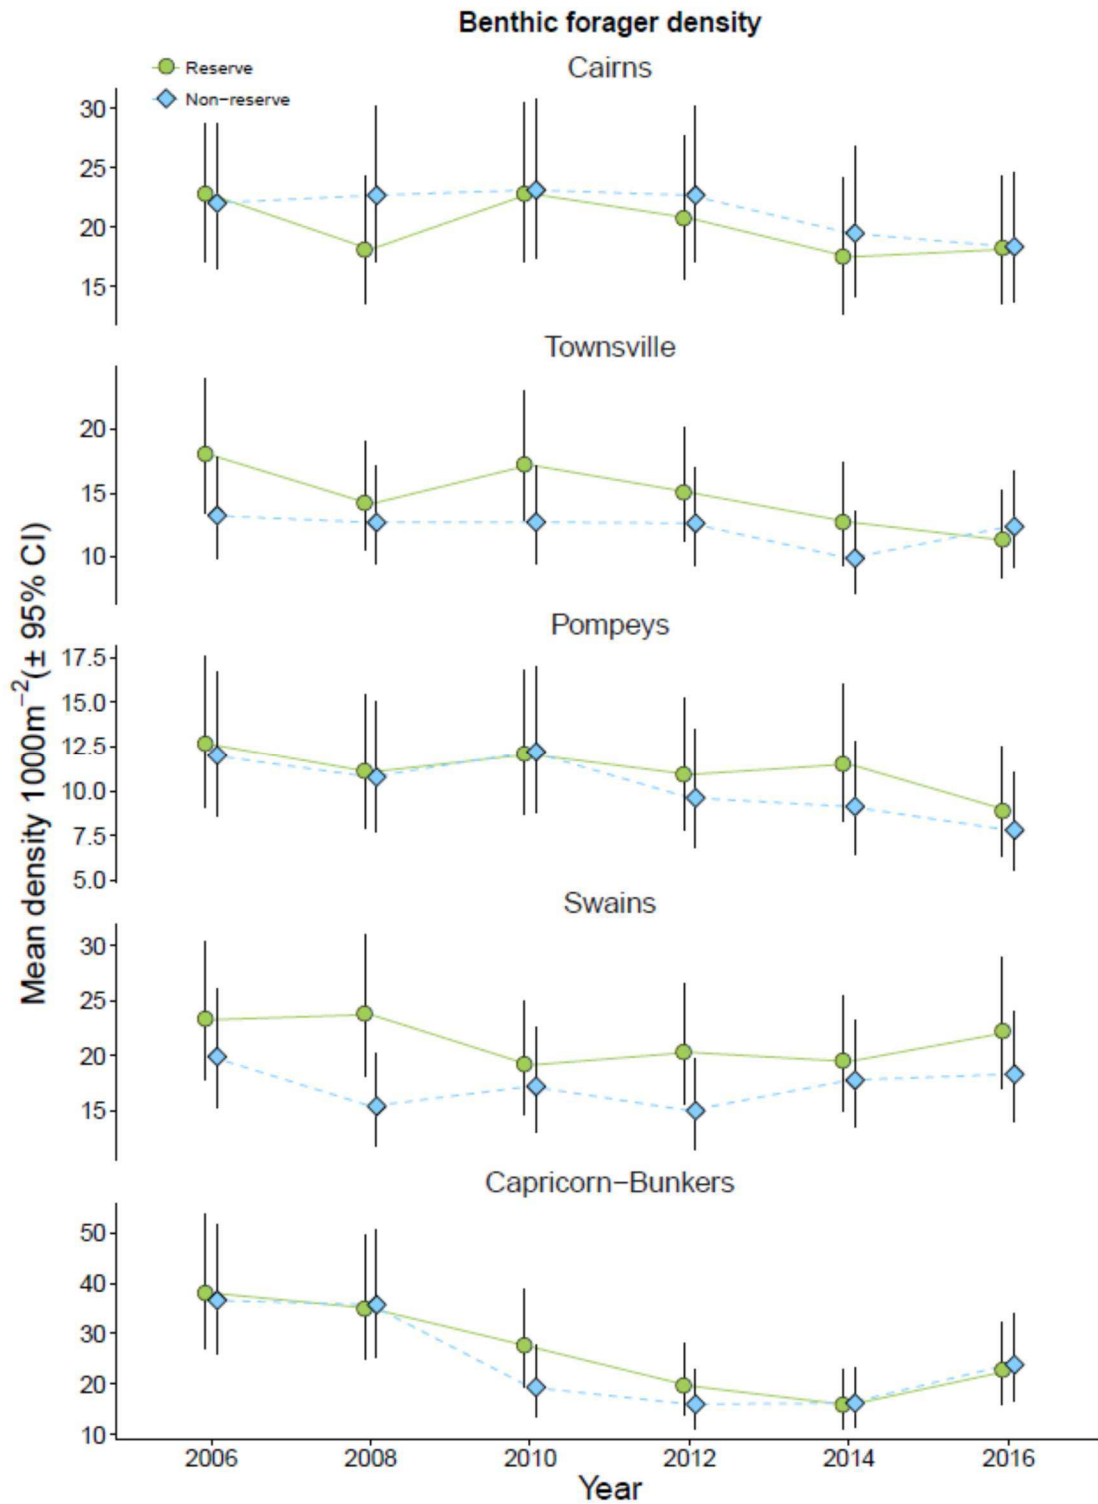 Benthic forager density
Reserve
Non-reserve
Cairns
30
25
20
15
Townsville
20
15
10
Pompeys
17.5
15.0
12.5
10.0
7.5
5.0
Swains
30
25
20
15
Capricorn-Bunkers
50
40
30
20
10
2006 2008 2010 2012 2014 2016
Year
Mean density 1000m⁻²(± 95% CI)